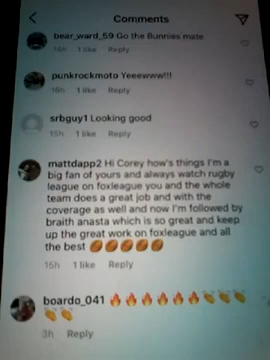 Comments
bear_ward_59 Go the Bunnies mate
16h 1 like Reply
punkrockmoto Yeeewww!!!
16h 1 like Reply
srbguy1 Looking good
15h 1 like Reply
mattdapp2 Hi Corey how's things I'm a
big fan of yours and always watch rugby
league on foxleague you and the whole
team does a great job and with the
coverage as well and now I'm followed by
braith anasta which is so great and keep
up the great work on foxleague and all
the best 🏉🏉🏉🏉🏉
15h 1 like Reply
boardo_041 🔥🔥🔥🔥🔥🔥👏👏👏👏
👏👏
3h Reply